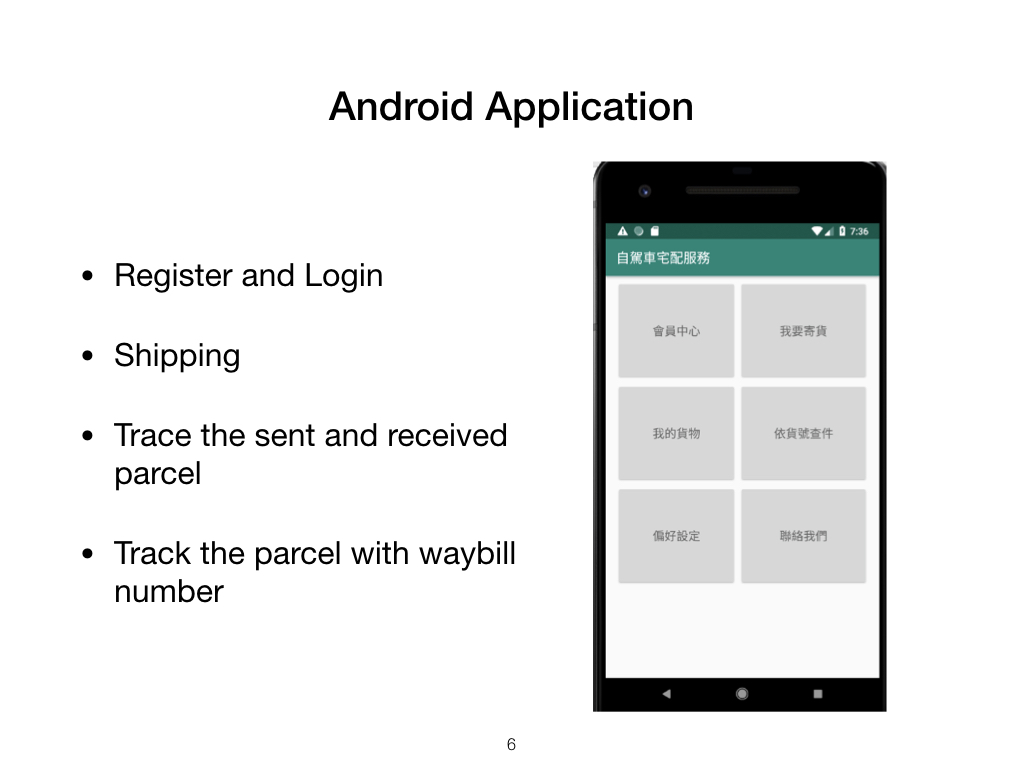 Android Application
• Register and Login
• Shipping
• Trace the sent and received
parcel
• Track the parcel with waybill
number
7:36
自駕車宅配服務
會員中心
我要寄貨
我的貨物
依貨號查件
偏好設定
聯絡我們
6